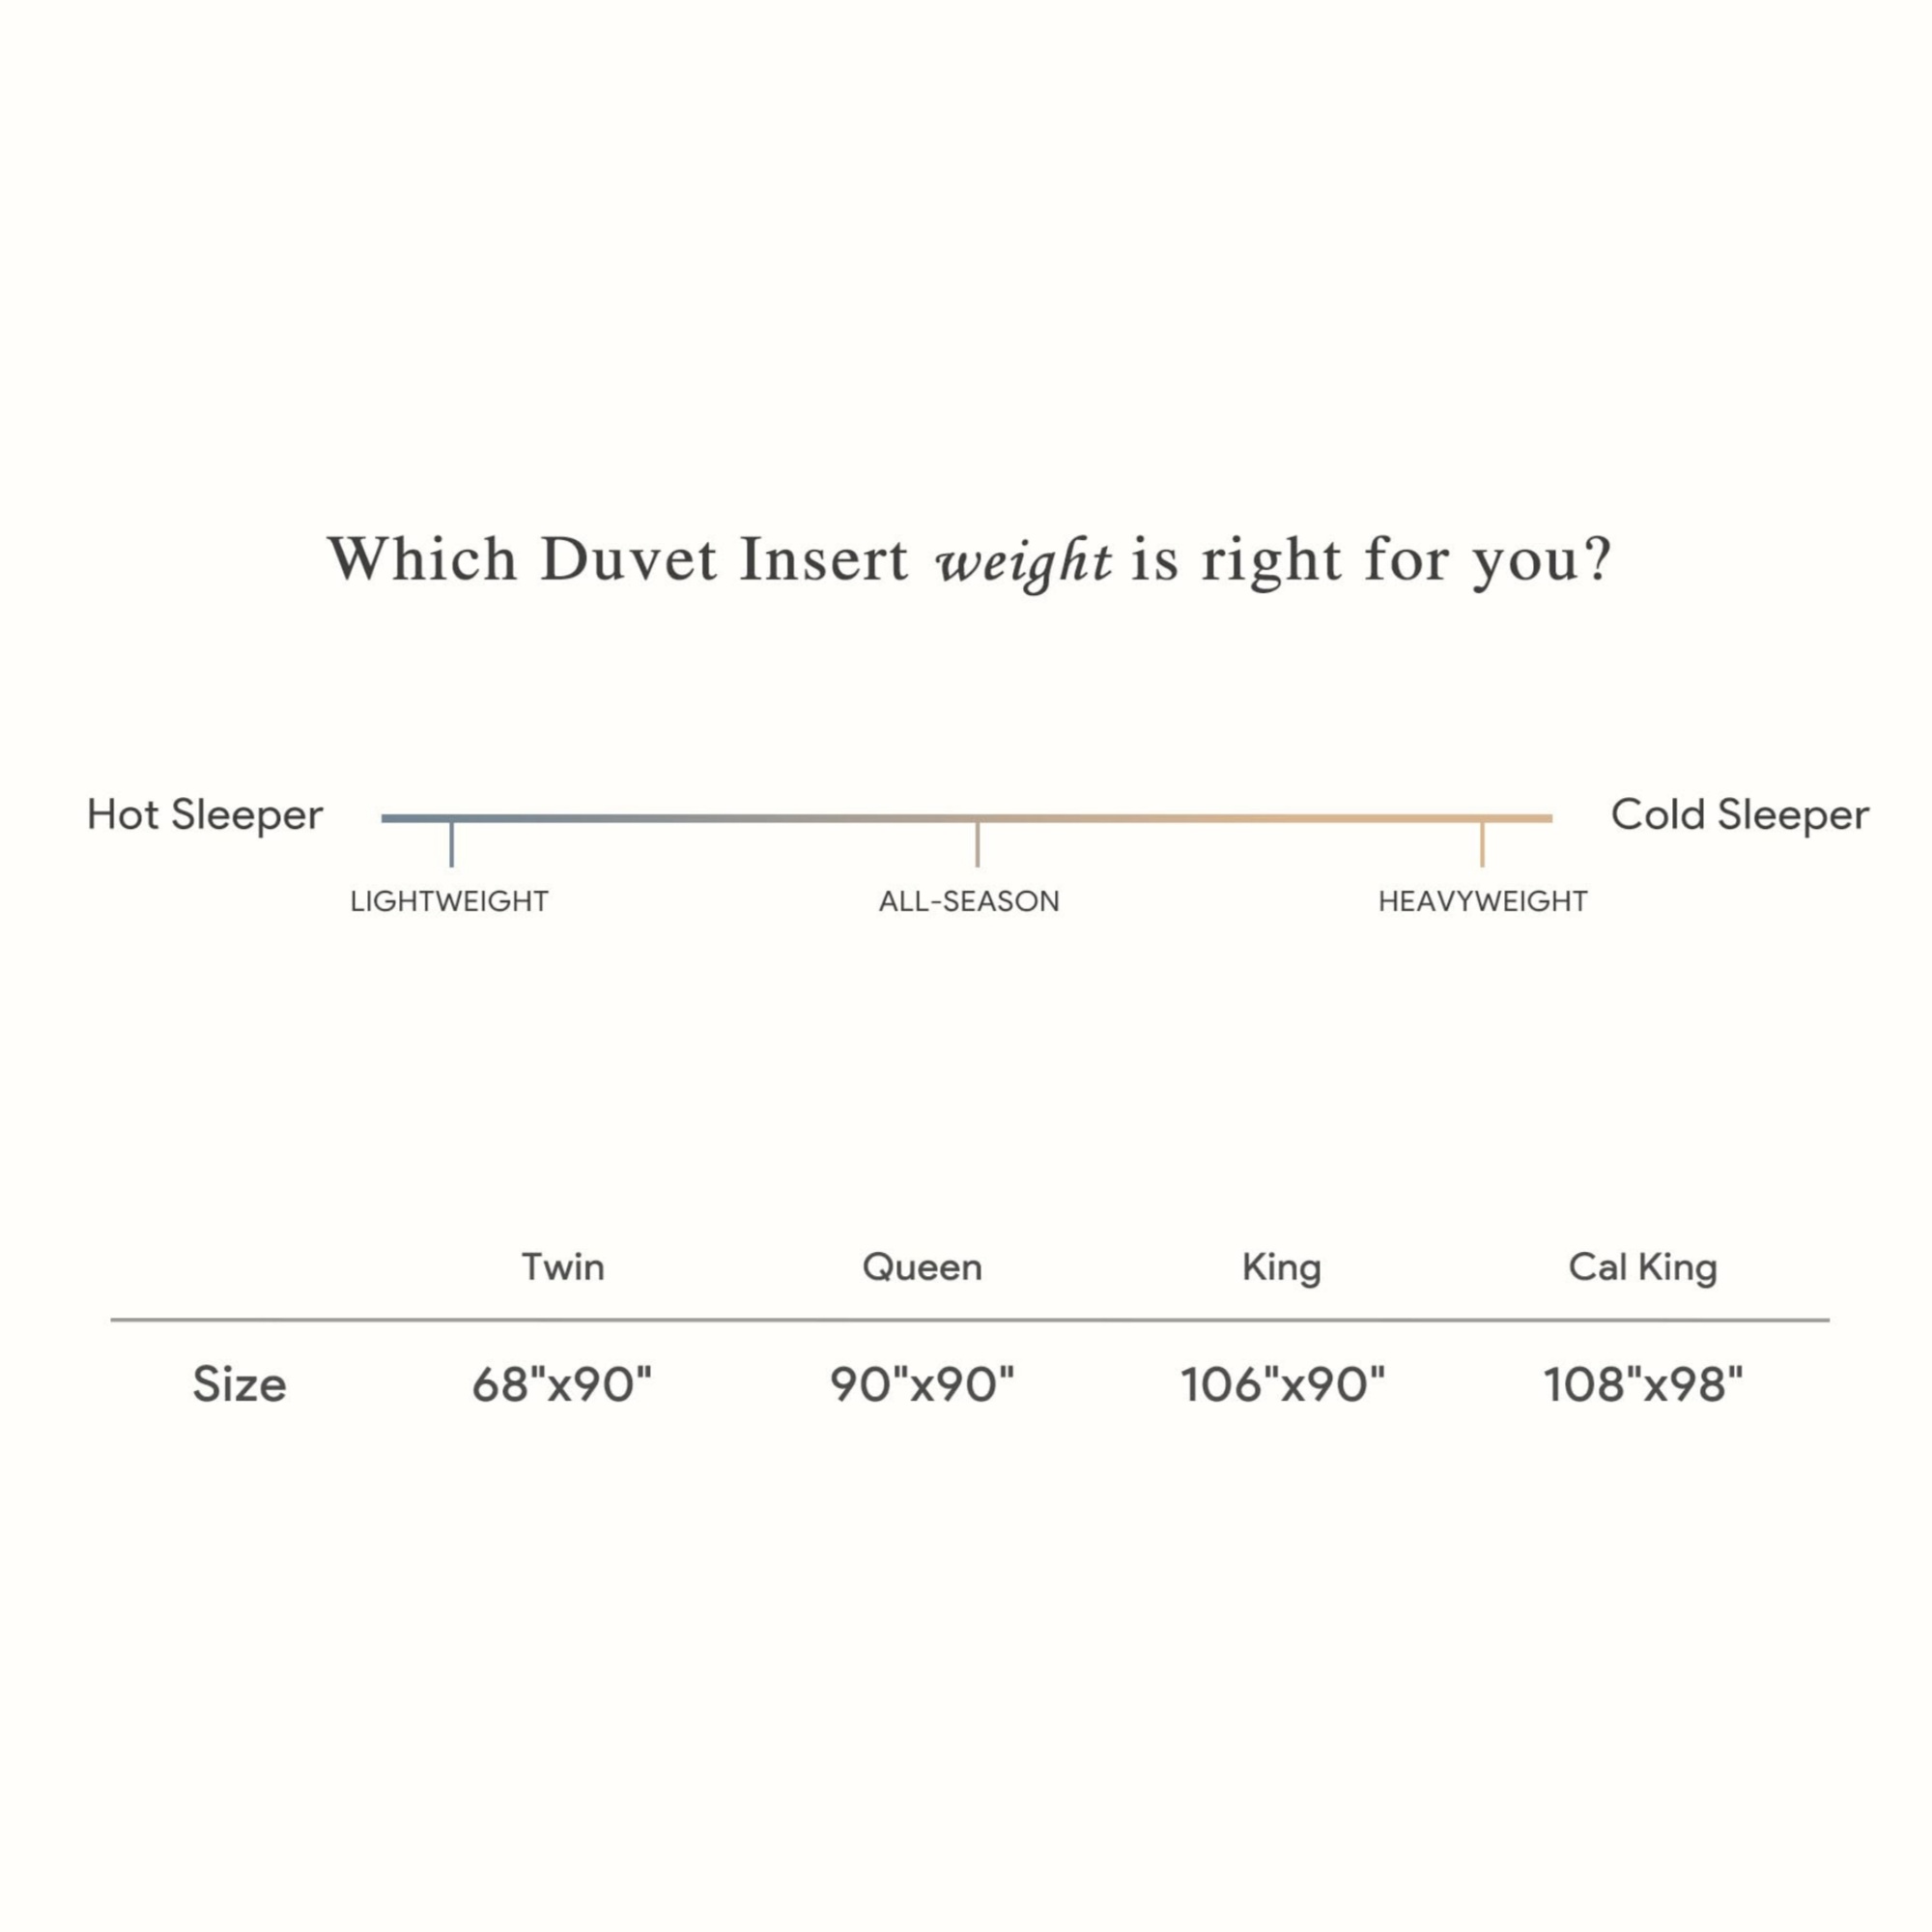 Which Duvet Insert weight is right for you?
Hot Sleeper
Cold Sleeper
LIGHTWEIGHT
ALL-SEASON
HEAVYWEIGHT
Twin Queen King Cal King
Size 68"x90" 90"x90" 106"x90" 108"x98"